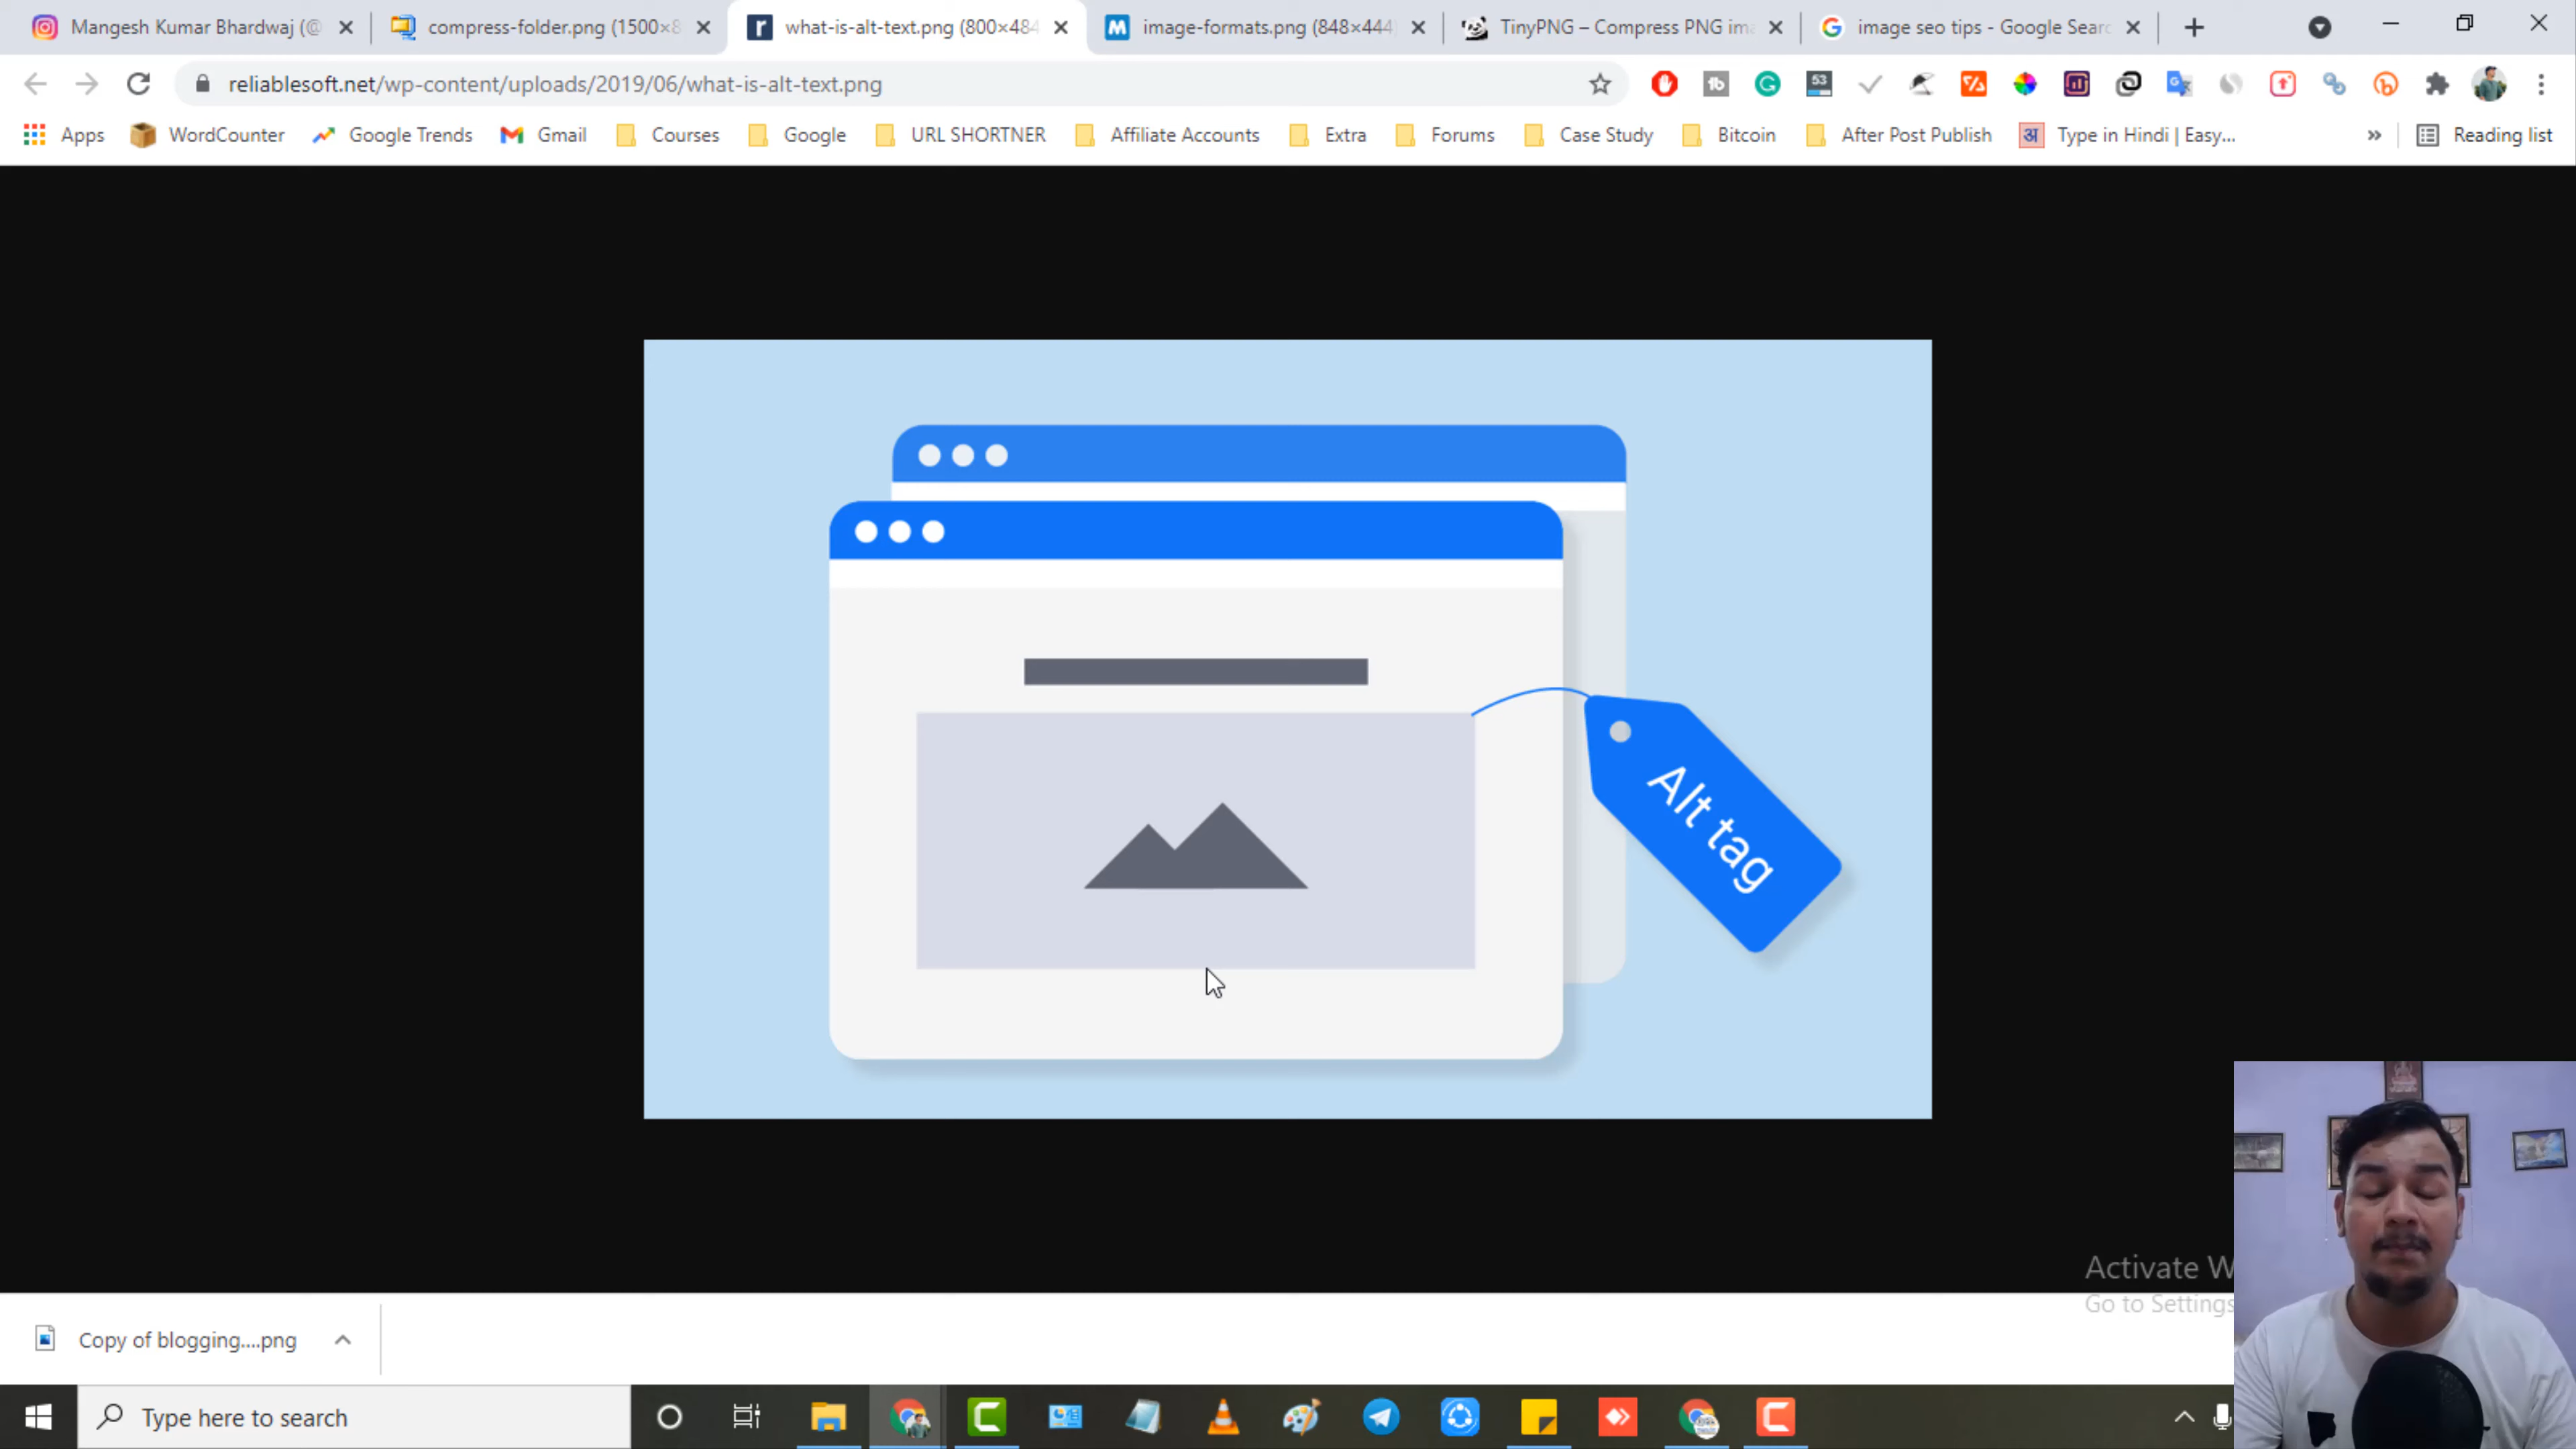 Mangesh Kumar Bhardwaj (@
compress-folder.png (1500×8
what-is-alt-text.png (800×484
image-formats.png (848×444)
TinyPNG – Compress PNG ima
image seo tips - Google Searc
reliablesoft.net/wp-content/uploads/2019/06/what-is-alt-text.png
53
Apps
WordCounter
Google Trends
Gmail
Courses
Google
URL SHORTNER
Affiliate Accounts
Extra
Forums
Case Study
Bitcoin
After Post Publish
अ
Type in Hindi | Easy...
Reading list
Alt tag
Activate W
Go to Settings
Copy of blogging....png
Type here to search